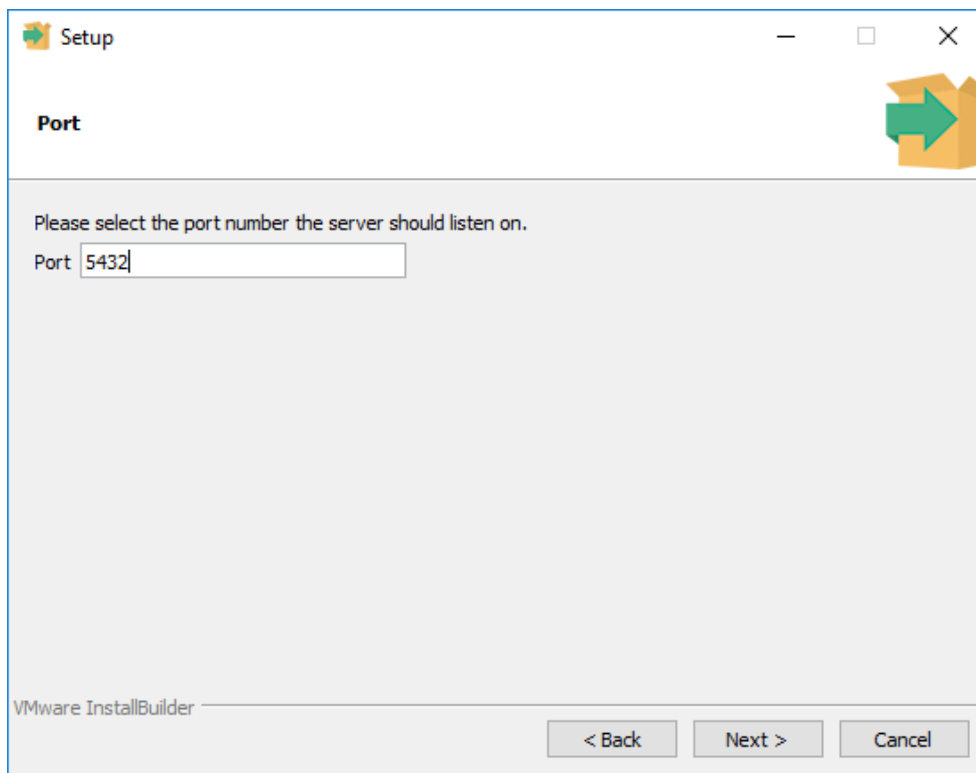 Setup
Port
Please select the port number the server should listen on.
Port 5432
VMware InstallBuilder
< Back Next > Cancel